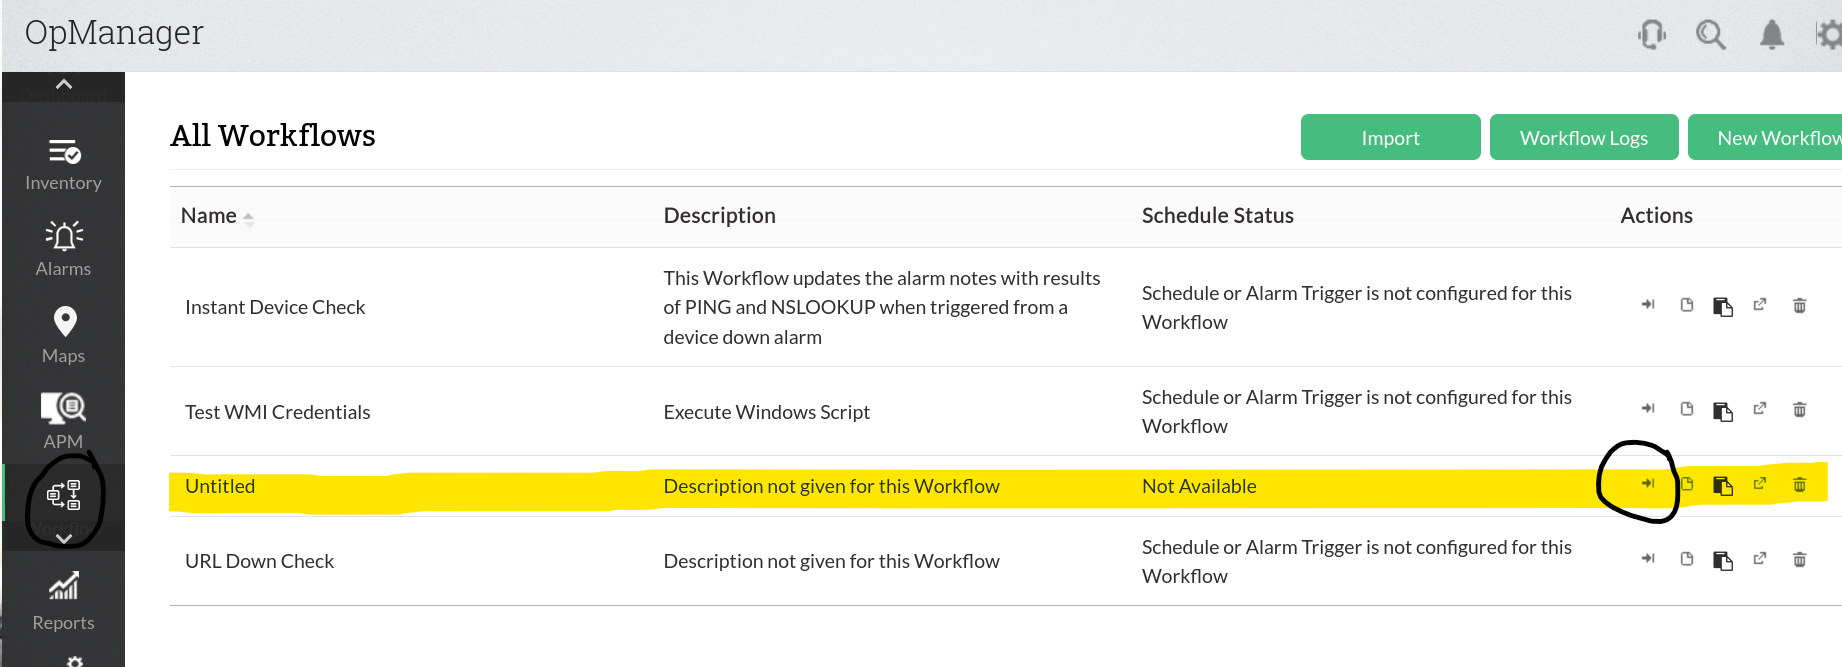 OpManager
Inventory
Alarms
Maps
APM
Workflow
Reports
All Workflows
Import
Workflow Logs
New Workflow
Name
Description
Schedule Status
Actions
Instant Device Check
This Workflow updates the alarm notes with results
of PING and NSLOOKUP when triggered from a
device down alarm
Schedule or Alarm Trigger is not configured for this
Workflow
Test WMI Credentials
Execute Windows Script
Schedule or Alarm Trigger is not configured for this
Workflow
Untitled
Description not given for this Workflow
Not Available
URL Down Check
Description not given for this Workflow
Schedule or Alarm Trigger is not configured for this
Workflow